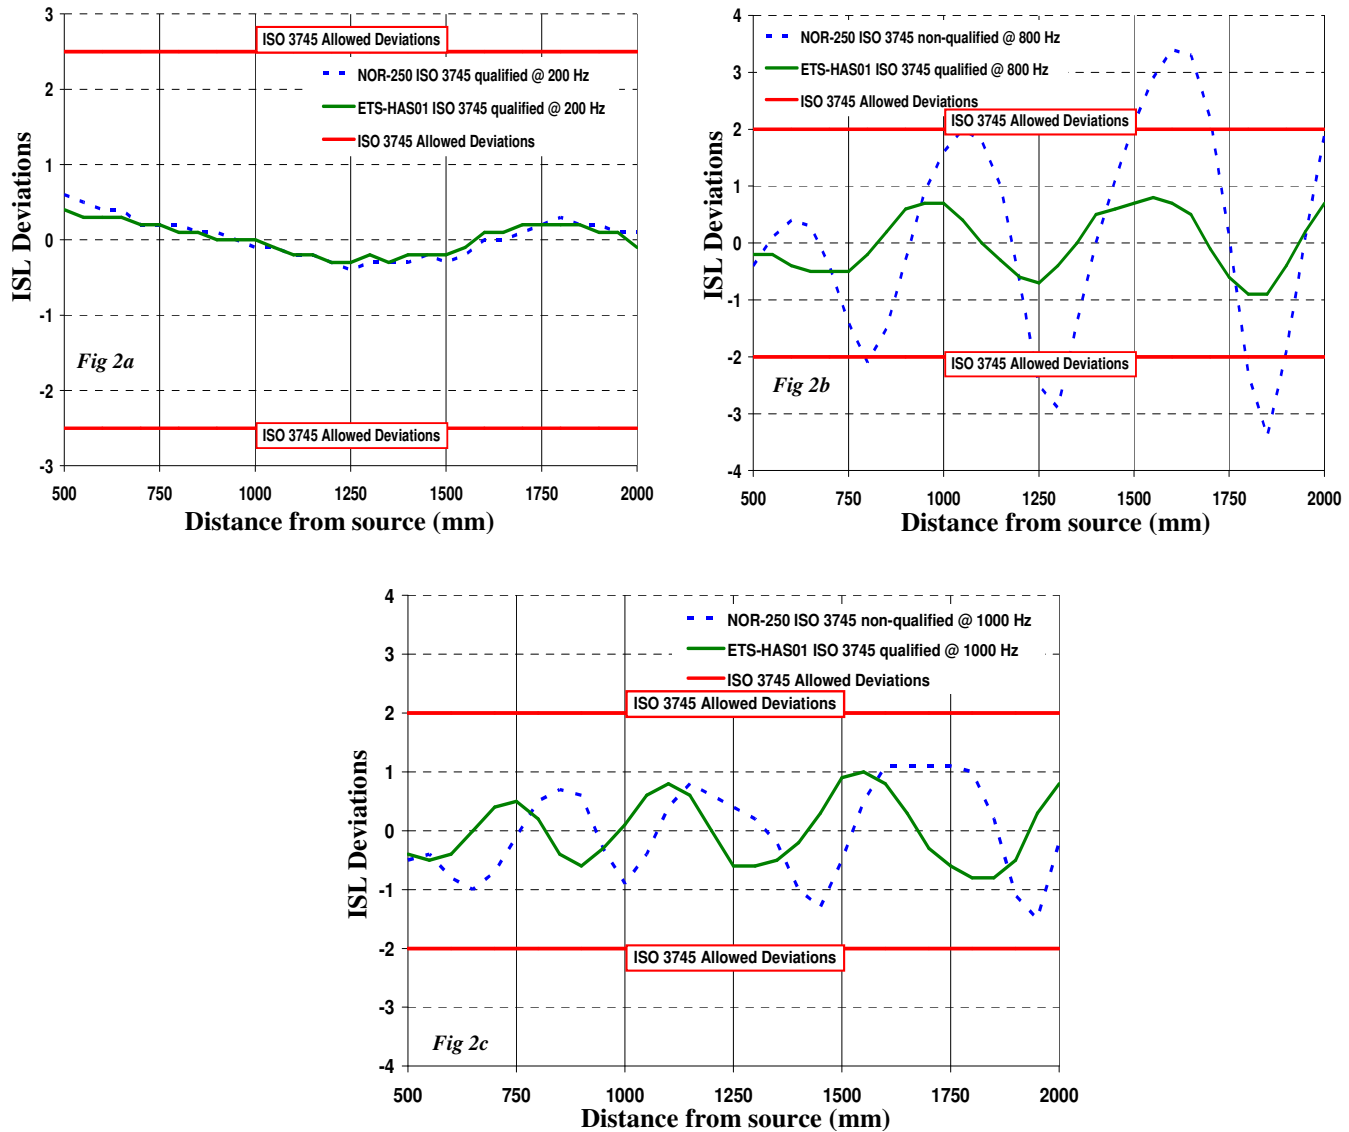 ISO 3745 Allowed Deviations
NOR-250 ISO 3745 qualified @ 200 Hz
ETS-HAS01 ISO 3745 qualified @ 200 Hz
ISO 3745 Allowed Deviations
3
2
1
0
-1
-2
-3
ISL Deviations
Fig 2a
ISO 3745 Allowed Deviations
500 750 1000 1250 1500 1750 2000
Distance from source (mm)
NOR-250 ISO 3745 non-qualified @ 800 Hz
ETS-HAS01 ISO 3745 qualified @ 800 Hz
ISO 3745 Allowed Deviations
ISO 3745 Allowed Deviations
4
3
2
1
0
-1
-2
-3
-4
ISL Deviations
ISO 3745 Allowed Deviations
Fig 2b
500 750 1000 1250 1500 1750 2000
Distance from source (mm)
NOR-250 ISO 3745 non-qualified @ 1000 Hz
ETS-HAS01 ISO 3745 qualified @ 1000 Hz
ISO 3745 Allowed Deviations
ISO 3745 Allowed Deviations
4
3
2
1
0
-1
-2
-3
-4
ISL Deviations
ISO 3745 Allowed Deviations
Fig 2c
500 750 1000 1250 1500 1750 2000
Distance from source (mm)